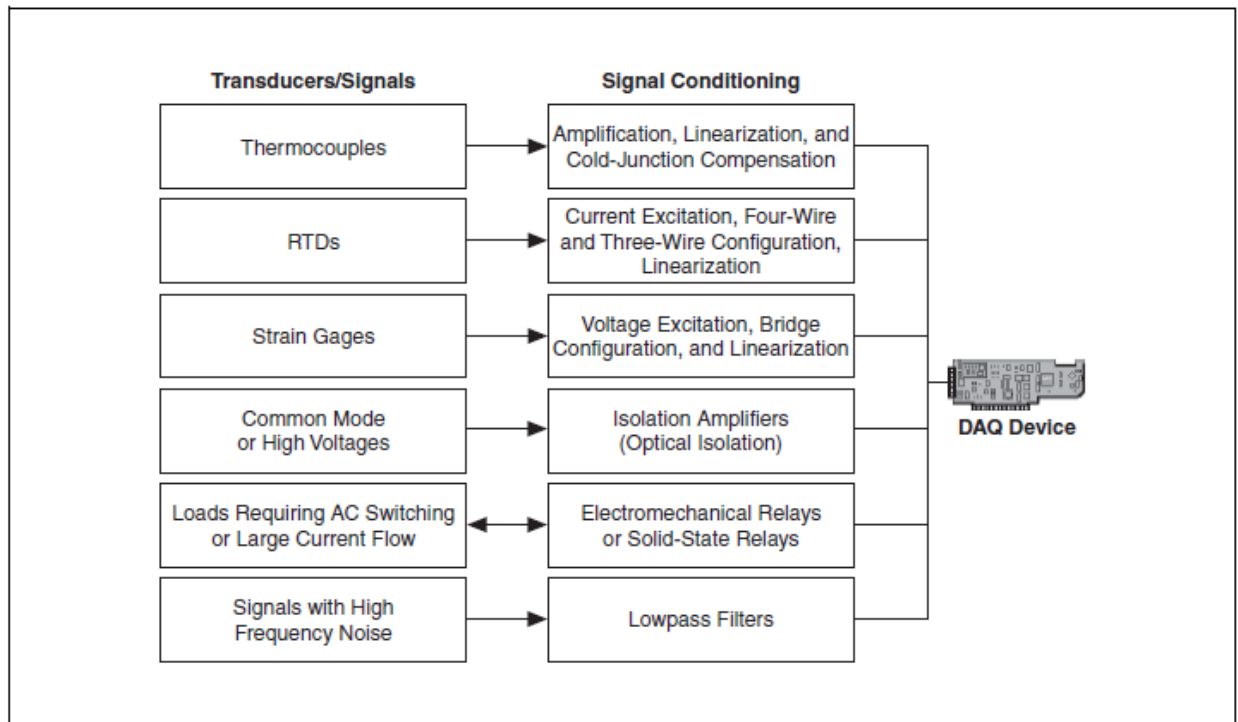 Transducers/Signals
Signal Conditioning
Thermocouples
Amplification, Linearization, and
Cold-Junction Compensation
RTDs
Current Excitation, Four-Wire
and Three-Wire Configuration,
Linearization
Strain Gages
Voltage Excitation, Bridge
Configuration, and Linearization
Common Mode
or High Voltages
Isolation Amplifiers
(Optical Isolation)
Loads Requiring AC Switching
or Large Current Flow
Electromechanical Relays
or Solid-State Relays
Signals with High
Frequency Noise
Lowpass Filters
DAQ Device